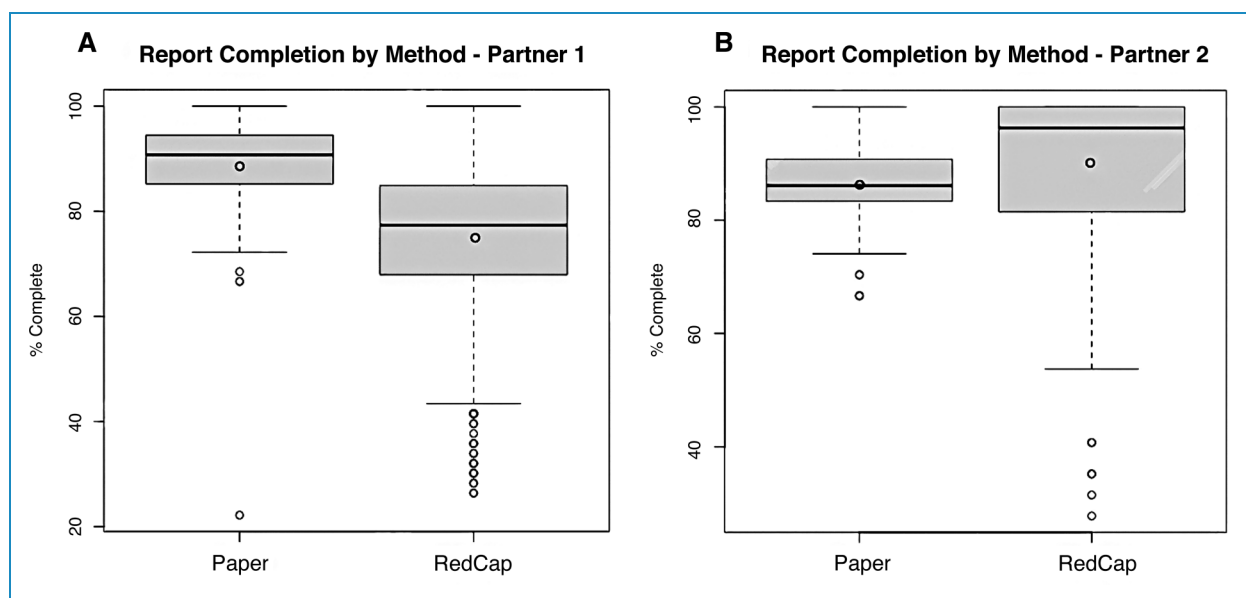 A
Report Completion by Method - Partner 1
% Complete
100
80
60
40
20
Paper
RedCap
B
Report Completion by Method - Partner 2
% Complete
100
80
60
40
Paper
RedCap